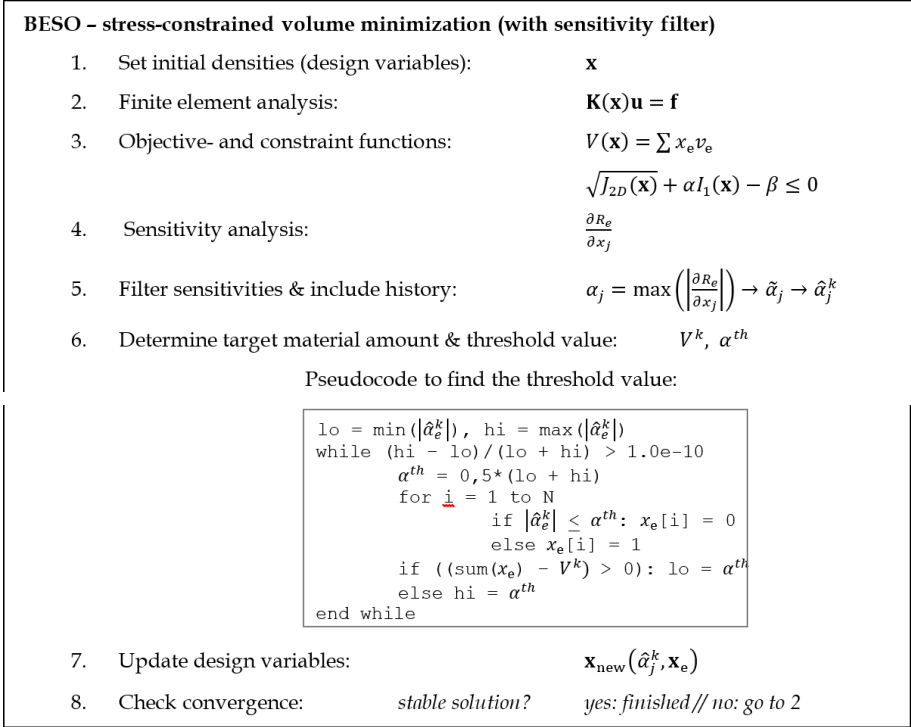 BESO – stress-constrained volume minimization (with sensitivity filter)
1. Set initial densities (design variables): x
2. Finite element analysis: K(x)u = f
3. Objective- and constraint functions: V(x) = ∑ xₑvₑ
√J₂D(x) + αI₁(x) − β ≤ 0
4. Sensitivity analysis: ∂Rₑ/∂xⱼ
5. Filter sensitivities & include history: αⱼ = max(|∂Rₑ/∂xⱼ|) → α̃ⱼ → α̂ⱼᵏ
6. Determine target material amount & threshold value: Vᵏ, αᵗʰ
Pseudocode to find the threshold value:
lo = min(|α̂ₑᵏ|), hi = max(|α̂ₑᵏ|)
while (hi - lo)/(lo + hi) > 1.0e-10
αᵗʰ = 0,5*(lo + hi)
for i = 1 to N
if |α̂ₑᵏ| ≤ αᵗʰ: xₑ[i] = 0
else xₑ[i] = 1
if ((sum(xₑ) - Vᵏ) > 0): lo = αᵗʰ
else hi = αᵗʰ
end while
7. Update design variables: x_new(α̂ⱼᵏ, xₑ)
8. Check convergence: stable solution? yes: finished// no: go to 2